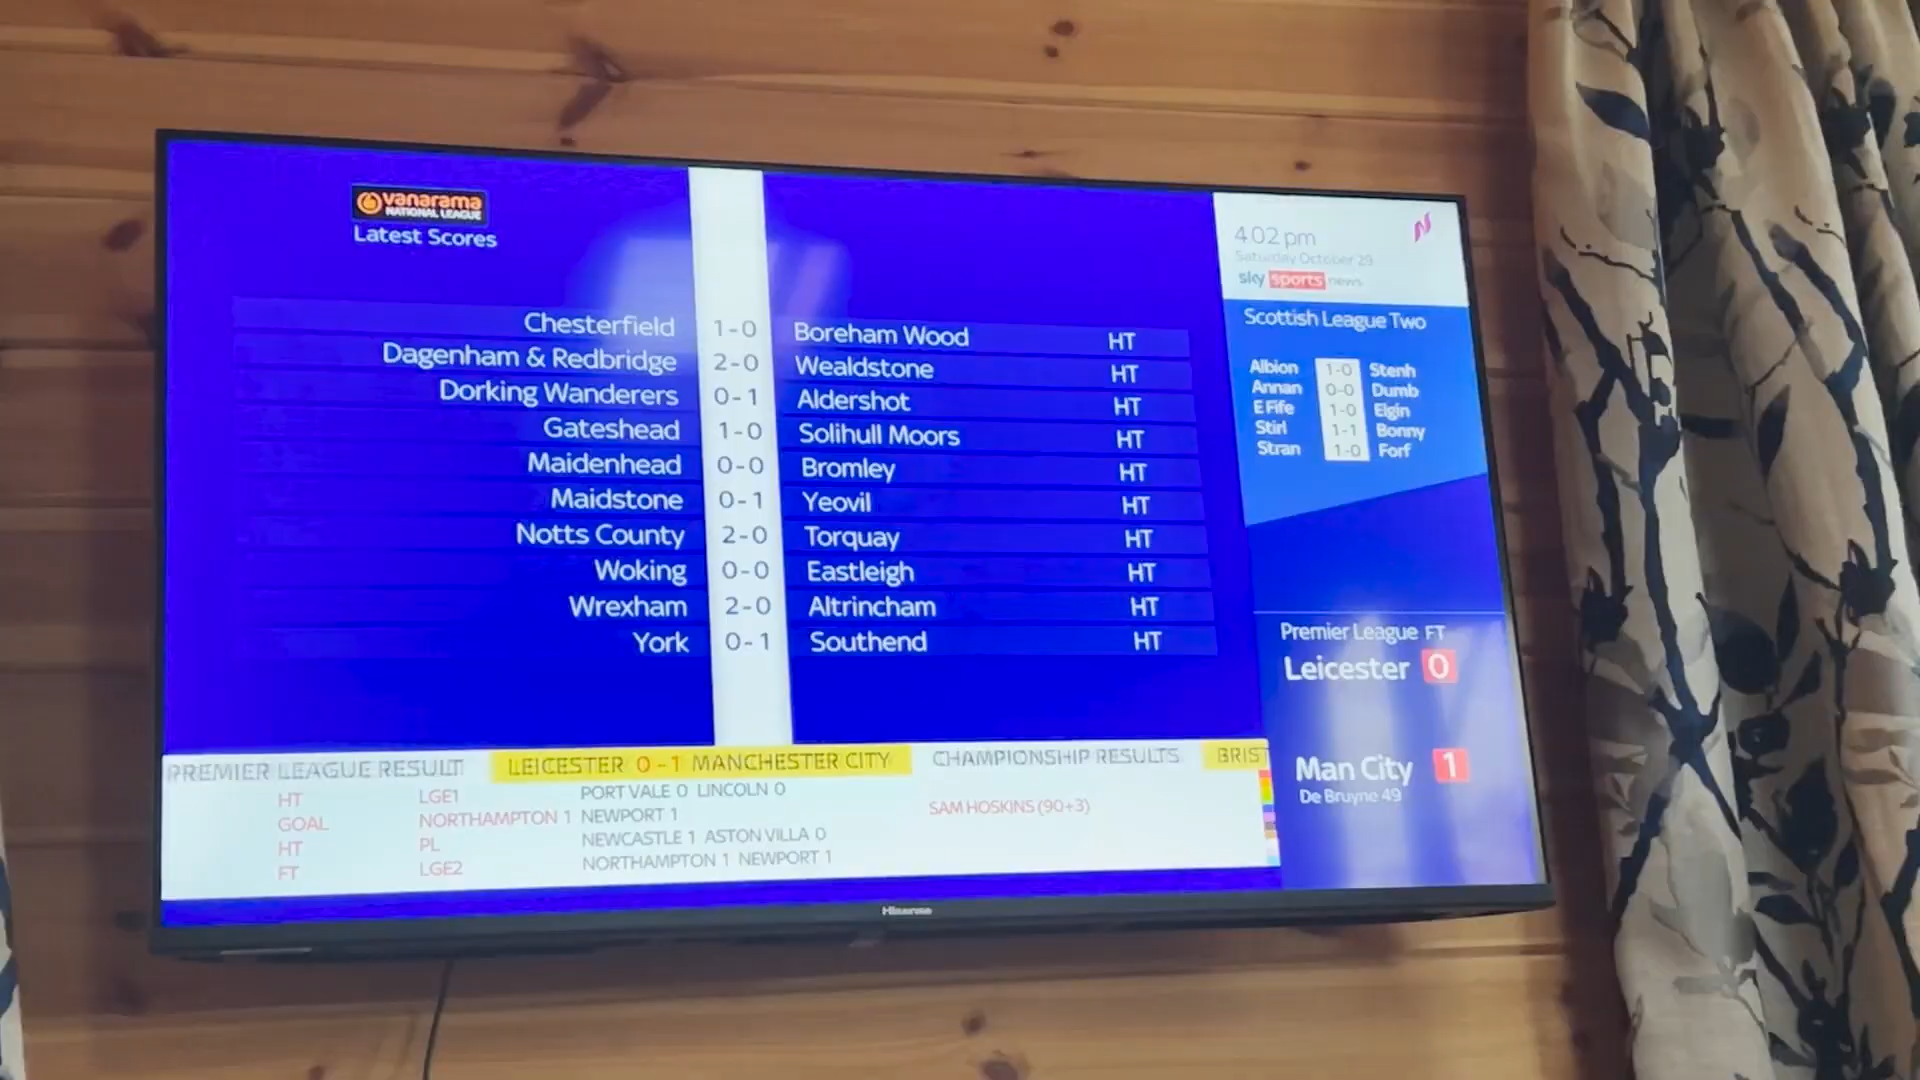 vanarama
NATIONAL LEAGUE
Latest Scores
Chesterfield 1-0 Boreham Wood HT
Dagenham & Redbridge 2-0 Wealdstone HT
Dorking Wanderers 0-1 Aldershot HT
Gateshead 1-0 Solihull Moors HT
Maidenhead 0-0 Bromley HT
Maidstone 0-1 Yeovil HT
Notts County 2-0 Torquay HT
Woking 0-0 Eastleigh HT
Wrexham 2-0 Altrincham HT
York 0-1 Southend HT
4 02 pm
Saturday October 29
sky sports news
Scottish League Two
Albion 1-0 Stenh
Annan 0-0 Dumb
E Fife 1-0 Elgin
Stirl 1-1 Bonny
Stran 1-0 Forf
Premier League FT
Leicester 0
Man City 1
De Bruyne 49
PREMIER LEAGUE RESULT LEICESTER 0-1 MANCHESTER CITY CHAMPIONSHIP RESULTS BRIST
HT LGE1 PORT VALE 0 LINCOLN 0
GOAL NORTHAMPTON 1 NEWPORT 1 SAM HOSKINS (90+3)
HT PL NEWCASTLE 1 ASTON VILLA 0
FT LGE2 NORTHAMPTON 1 NEWPORT 1
Hisense